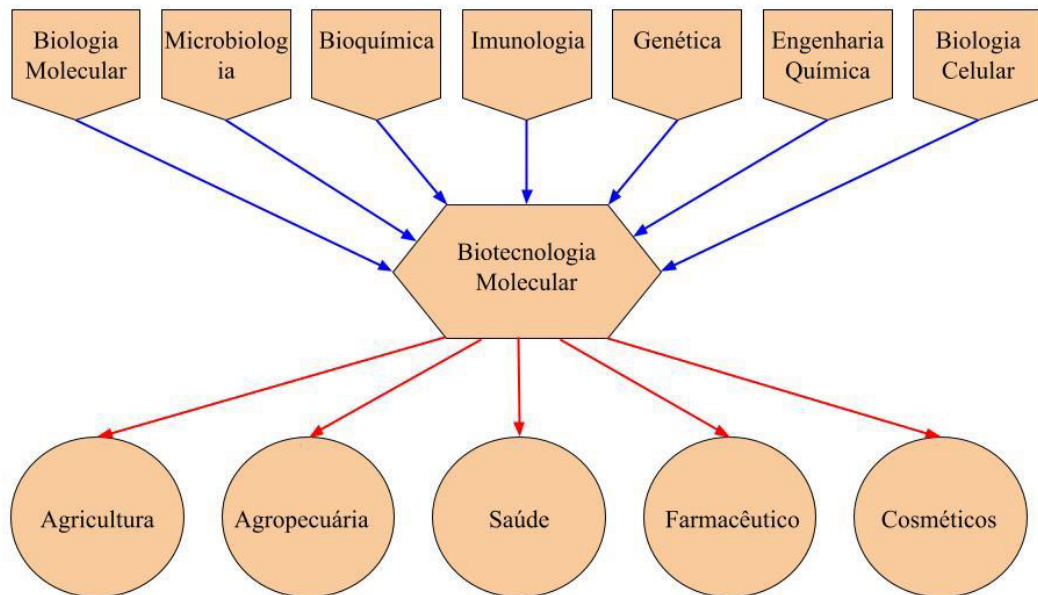 Biologia
Molecular
Microbiolog
ia
Bioquímica
Imunologia
Genética
Engenharia
Química
Biologia
Celular
Biotecnologia
Molecular
Agricultura
Agropecuária
Saúde
Farmacêutico
Cosméticos